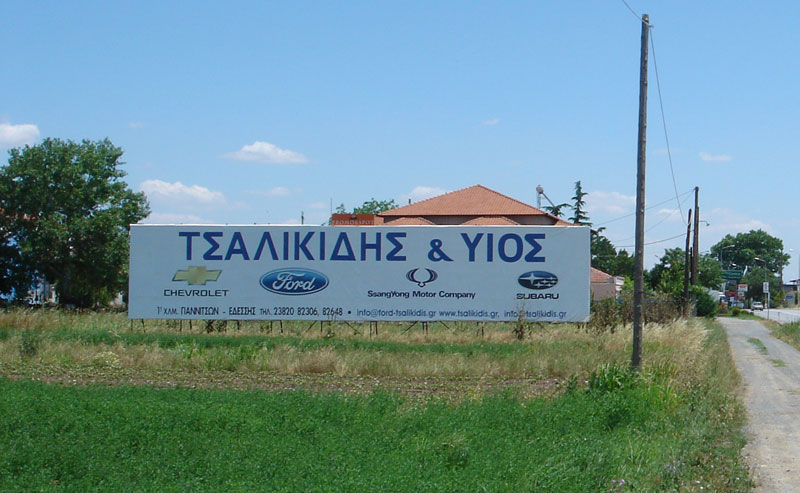 ΤΣΑΛΙΚΙΔΗΣ & ΥΙΟΣ
CHEVROLET Ford SsangYong Motor Company SUBARU
1° ΧΛΜ. ΓΙΑΝΝΙΤΣΩΝ - ΕΔΕΣΣΗΣ ΤΗΛ. 23820 82306, 82648 • info@ford-tsalikidis.gr, www.tsalikidis.gr, info@tsalikidis.gr